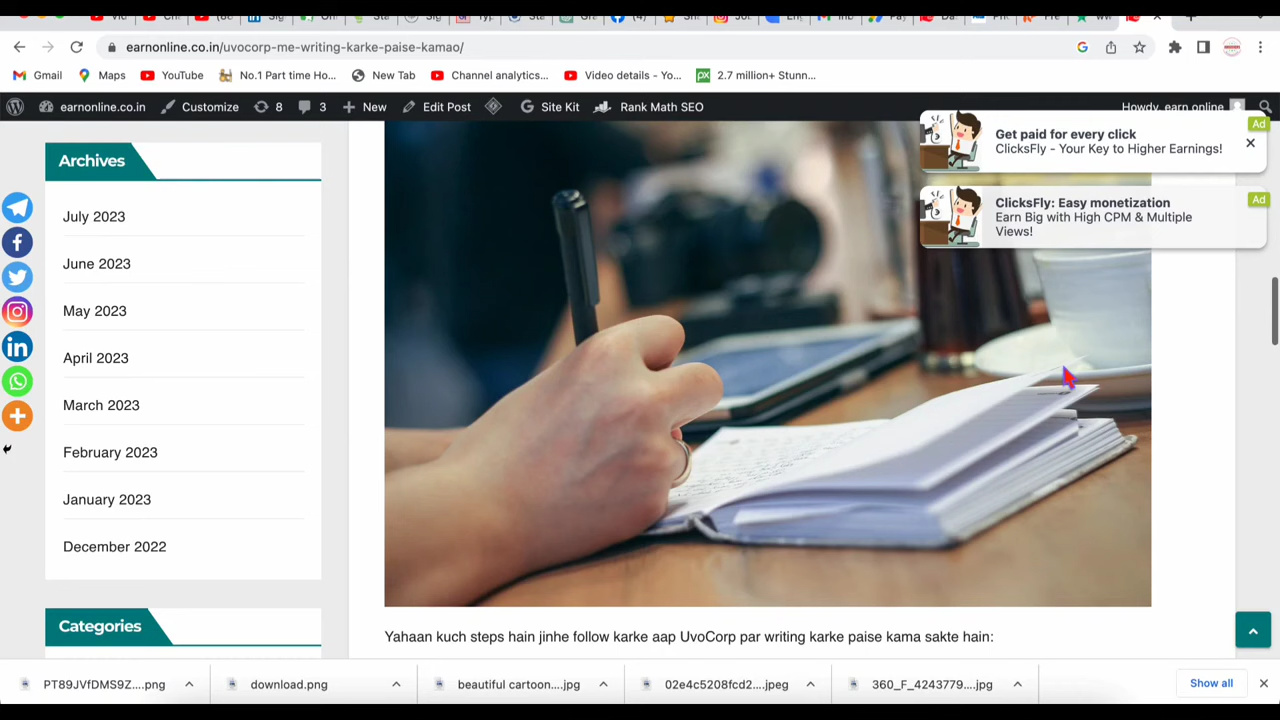 earnonline.co.in/uvocorp-me-writing-karke-paise-kamao/
Gmail
Maps
YouTube
No.1 Part time Ho...
New Tab
Channel analytics...
Video details - Yo...
2.7 million+ Stunn...
earnonline.co.in
Customize
8
3
New
Edit Post
Site Kit
Rank Math SEO
Howdy, earn online
Ad
Get paid for every click
ClicksFly - Your Key to Higher Earnings!
Ad
ClicksFly: Easy monetization
Earn Big with High CPM & Multiple
Views!
Archives
July 2023
June 2023
May 2023
April 2023
March 2023
February 2023
January 2023
December 2022
Categories
Yahaan kuch steps hain jinhe follow karke aap UvoCorp par writing karke paise kama sakte hain:
PT89JVfDMS9Z....png
download.png
beautiful cartoon....jpg
02e4c5208fcd2....jpeg
360_F_4243779....jpg
Show all